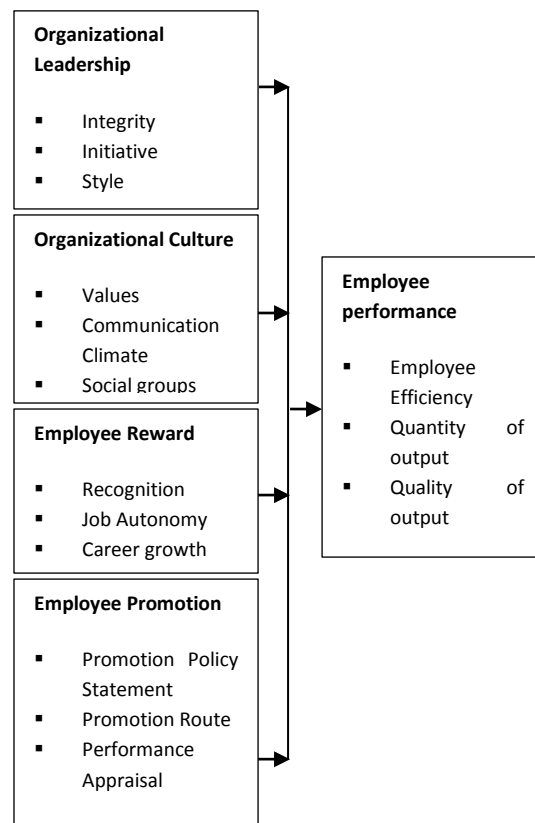 Organizational
Leadership
▪ Integrity
▪ Initiative
▪ Style
Organizational Culture
▪ Values
▪ Communication
Climate
▪ Social groups
Employee Reward
▪ Recognition
▪ Job Autonomy
▪ Career growth
Employee Promotion
▪ Promotion Policy
Statement
▪ Promotion Route
▪ Performance
Appraisal
Employee
performance
▪ Employee
Efficiency
▪ Quantity of
output
▪ Quality of
output